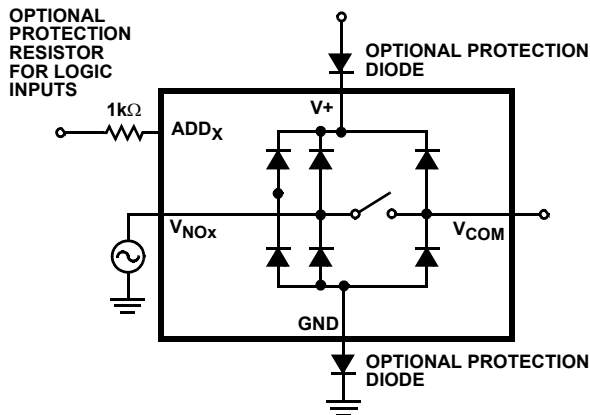 OPTIONAL
PROTECTION
RESISTOR
FOR LOGIC
INPUTS
OPTIONAL PROTECTION
DIODE
1kΩ
ADDX
V+
VNOx
VCOM
GND
OPTIONAL PROTECTION
DIODE